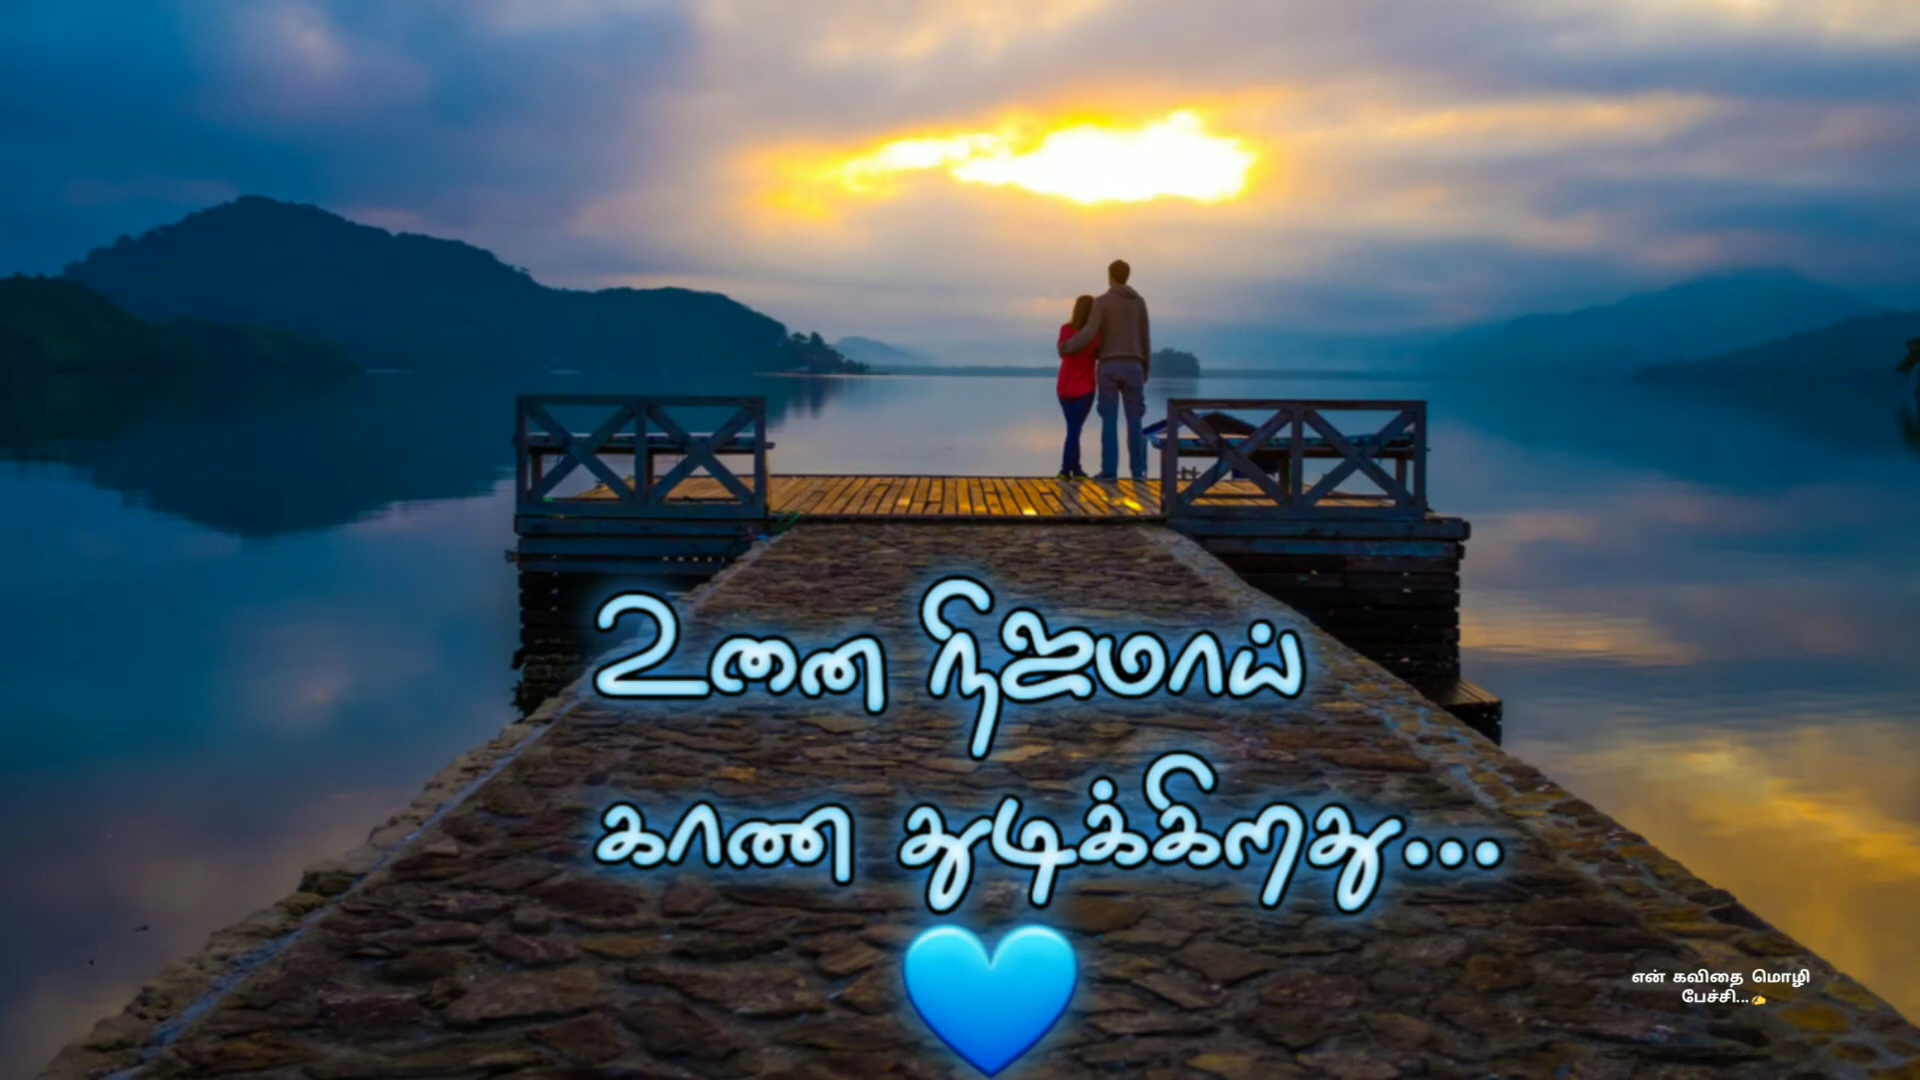 உனை நிஜமாய்
காண துடிக்கிறது...
என் கவிதை மொழி
பேச்சி...✍